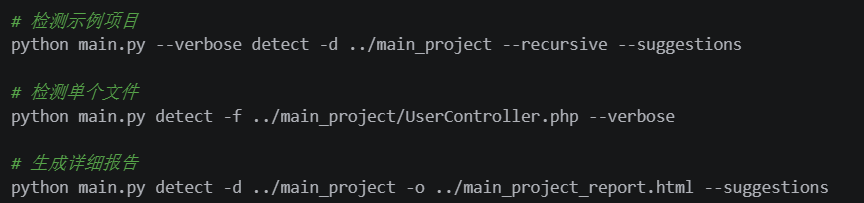 # 检测示例项目
python main.py --verbose detect -d ../main_project --recursive --suggestions
# 检测单个文件
python main.py detect -f ../main_project/UserController.php --verbose
# 生成详细报告
python main.py detect -d ../main_project -o ../main_project_report.html --suggestions